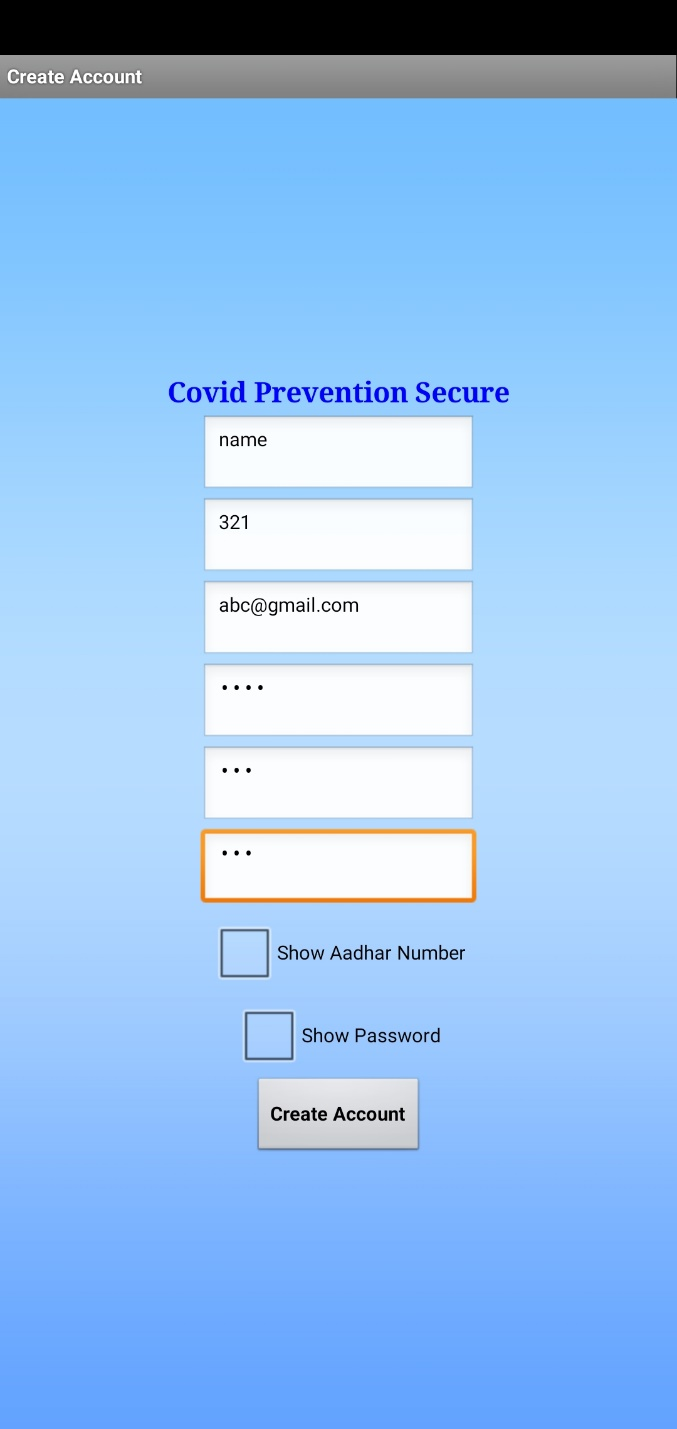 Create Account
Covid Prevention Secure
name
321
abc@gmail.com
••••
•••
•••
Show Aadhar Number
Show Password
Create Account